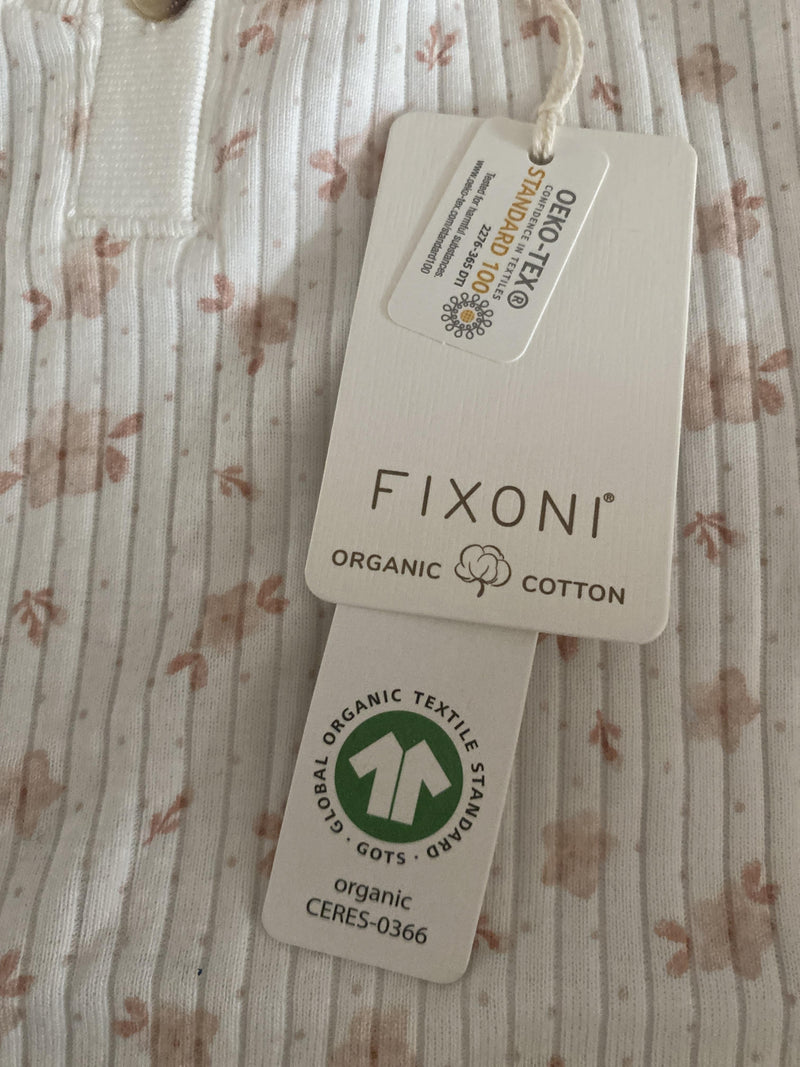 OEKO-TEX®
CONFIDENCE IN TEXTILES
STANDARD 100
2276-365 DTI
Tested for harmful substances.
www.oeko-tex.com/standard100
FIXONI®
ORGANIC COTTON
GLOBAL ORGANIC TEXTILE STANDARD · GOTS ·
organic
CERES-0366